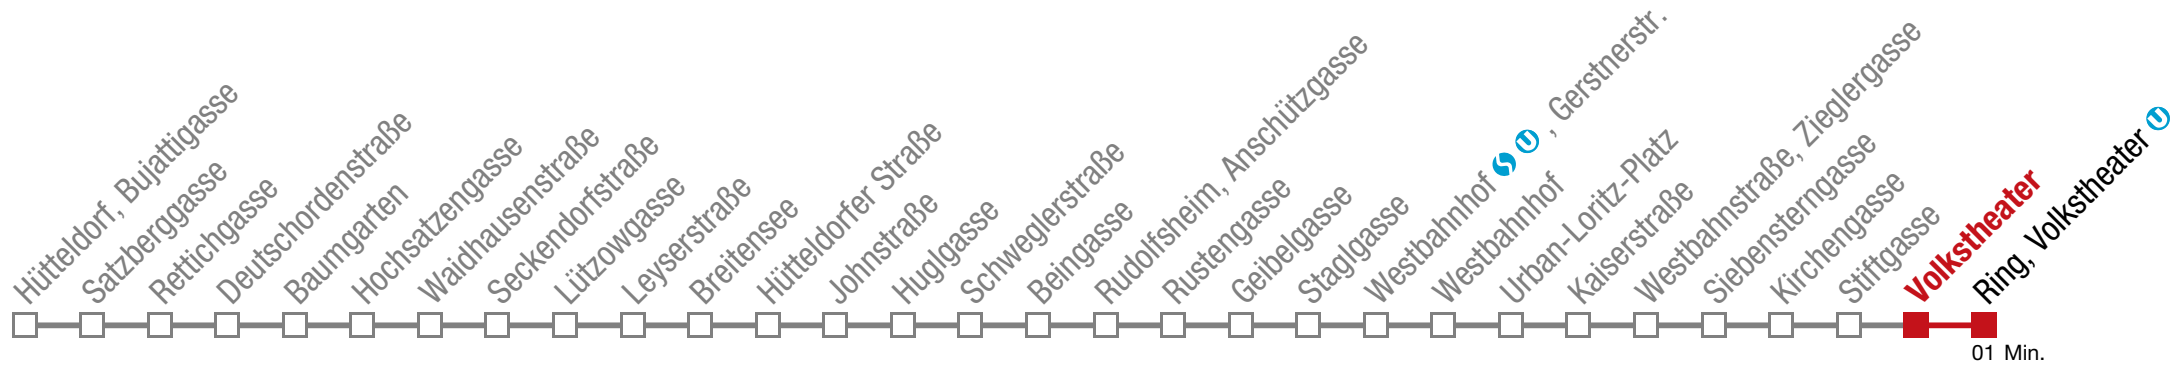 Hütteldorf, Bujattigasse
Satzberggasse
Rettichgasse
Deutschordenstraße
Baumgarten
Hochsatzengasse
Waidhausenstraße
Seckendorfstraße
Lützowgasse
Leyserstraße
Breitensee
Hütteldorfer Straße
Johnstraße
Huglgasse
Schweglerstraße
Beingasse
Rudolfsheim, Anschützgasse
Rustengasse
Geibelgasse
Staglgasse
Westbahnhof S U , Gerstnerstr.
Westbahnhof
Urban-Loritz-Platz
Kaiserstraße
Westbahnstraße, Zieglergasse
Siebensterngasse
Kirchengasse
Stiftgasse
Volkstheater
Ring, Volkstheater U
01 Min.